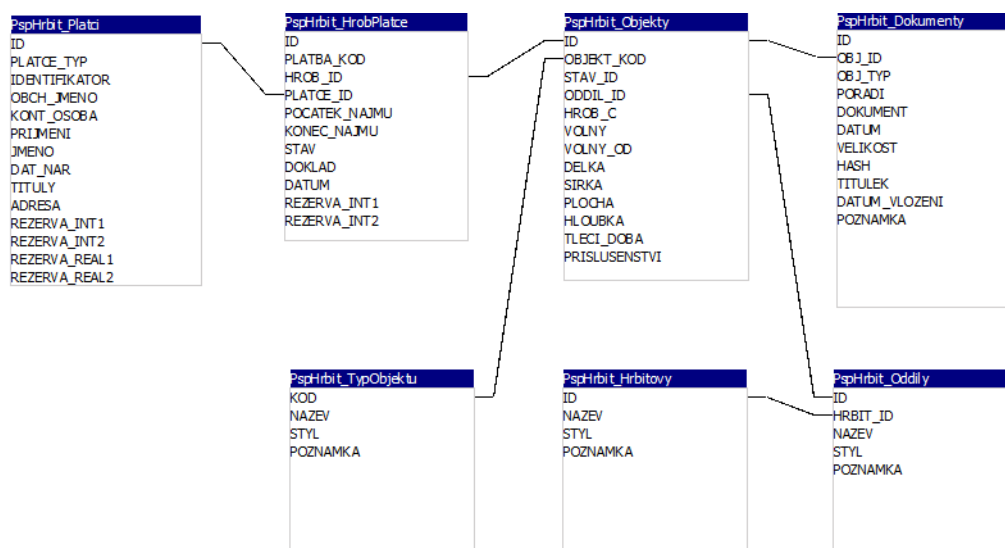 PspHrbit_Platci
ID
PLATCE_TYP
IDENTIFIKATOR
OBCH_JMENO
KONT_OSOBA
PRIJMENI
JMENO
DAT_NAR
TITULY
ADRESA
REZERVA_INT1
REZERVA_INT2
REZERVA_REAL1
REZERVA_REAL2
PspHrbit_HrobPlatce
ID
PLATBA_KOD
HROB_ID
PLATCE_ID
POCATEK_NAJMU
KONEC_NAJMU
STAV
DOKLAD
DATUM
REZERVA_INT1
REZERVA_INT2
PspHrbit_Objekty
ID
OBJEKT_KOD
STAV_ID
ODDIL_ID
HROB_C
VOLNY
VOLNY_OD
DELKA
SIRKA
PLOCHA
HLOUBKA
TLECI_DOBA
PRISLUSENSTVI
PspHrbit_Dokumenty
ID
OBJ_ID
OBJ_TYP
PORADI
DOKUMENT
DATUM
VELIKOST
HASH
TITULEK
DATUM_VLOZENI
POZNAMKA
PspHrbit_TypObjektu
KOD
NAZEV
STYL
POZNAMKA
PspHrbit_Hrbitovy
ID
NAZEV
STYL
POZNAMKA
PspHrbit_Oddily
ID
HRBIT_ID
NAZEV
STYL
POZNAMKA